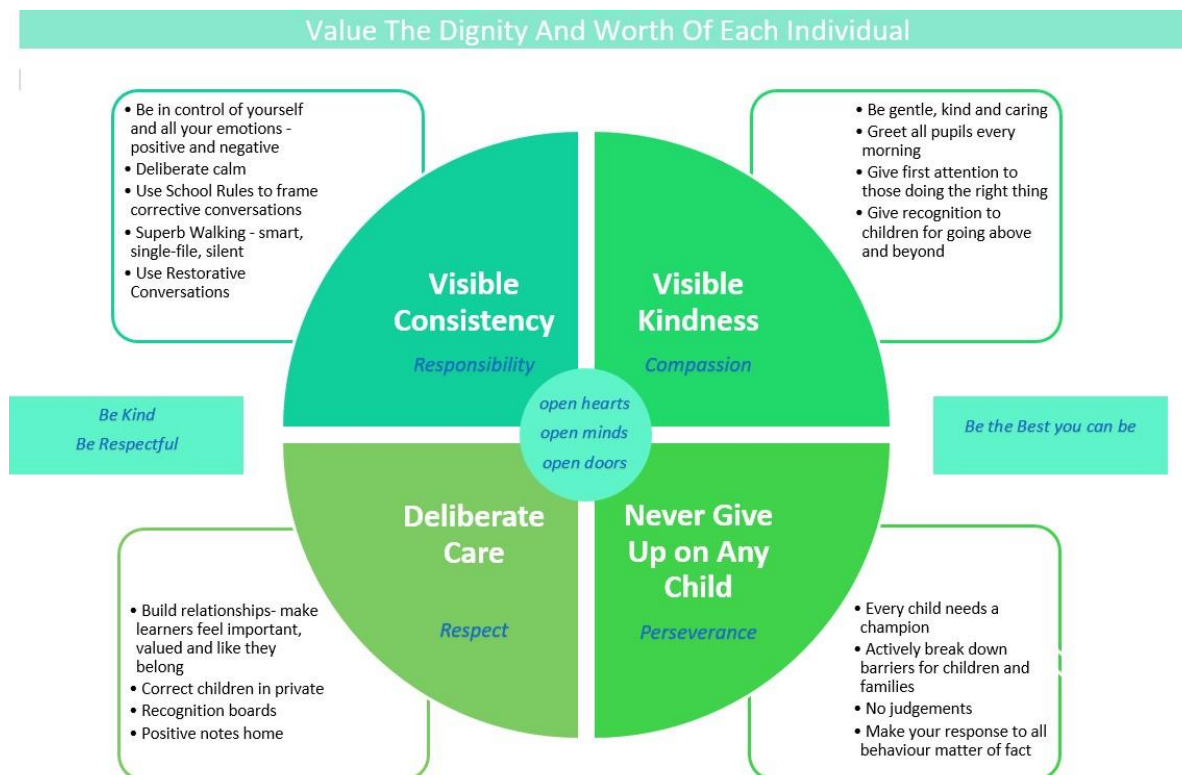 Value The Dignity And Worth Of Each Individual
• Be in control of yourself
and all your emotions -
positive and negative
• Deliberate calm
• Use School Rules to frame
corrective conversations
• Superb Walking - smart,
single-file, silent
• Use Restorative
Conversations
• Be gentle, kind and caring
• Greet all pupils every
morning
• Give first attention to
those doing the right thing
• Give recognition to
children for going above
and beyond
Visible
Consistency
Responsibility
Visible
Kindness
Compassion
Be Kind
Be Respectful
open hearts
open minds
open doors
Be the Best you can be
Deliberate
Care
Respect
Never Give
Up on Any
Child
Perseverance
• Build relationships- make
learners feel important,
valued and like they
belong
• Correct children in private
• Recognition boards
• Positive notes home
• Every child needs a
champion
• Actively break down
barriers for children and
families
• No judgements
• Make your response to all
behaviour matter of fact